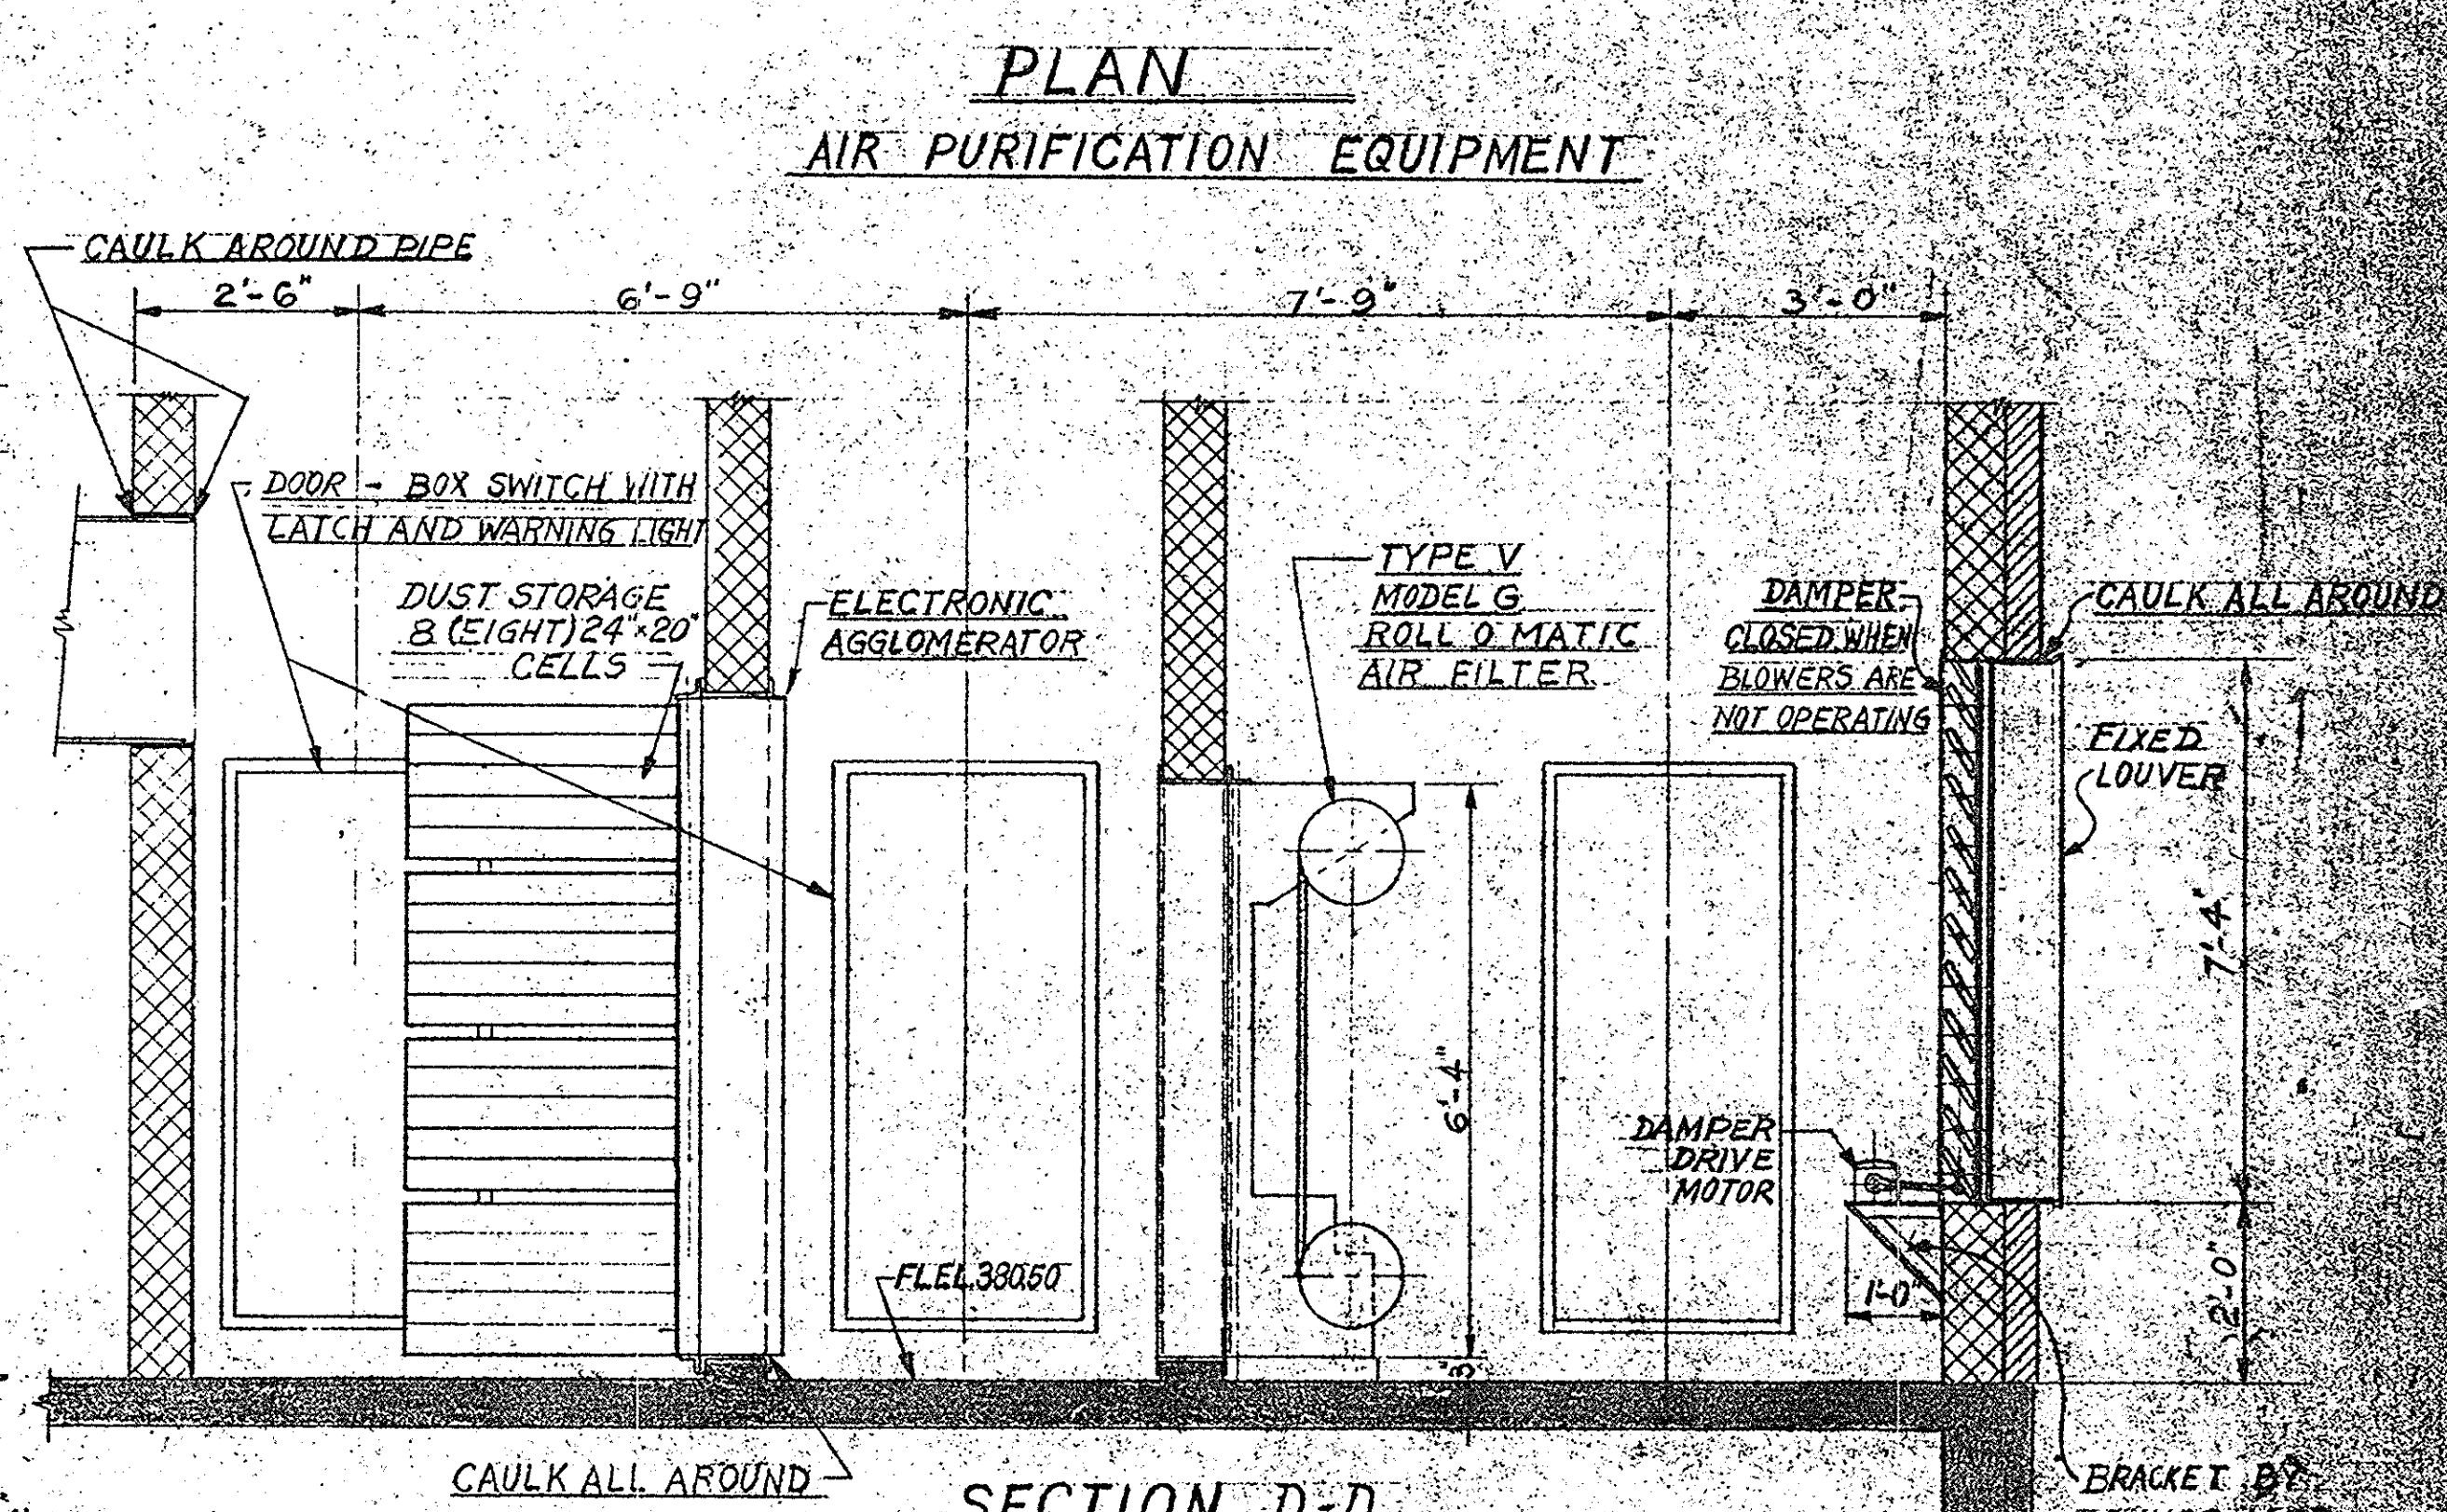 PLAN
AIR PURIFICATION EQUIPMENT
CAULK AROUND PIPE
2'-6"
6'-9"
7'-9"
3'-0"
DOOR - BOX SWITCH WITH
LATCH AND WARNING LIGHT
DUST STORAGE
8 (EIGHT) 24"×20"
CELLS
ELECTRONIC
AGGLOMERATOR
TYPE V
MODEL G
ROLL O MATIC
AIR FILTER
DAMPER
CLOSED WHEN
BLOWERS ARE
NOT OPERATING
CAULK ALL AROUND
FIXED
LOUVER
7'-4"
6'-4"
DAMPER
DRIVE
MOTOR
FL.EL.380.50
1'-0"
2'-0"
3"
CAULK ALL AROUND
SECTION D-D
BRACKET BY